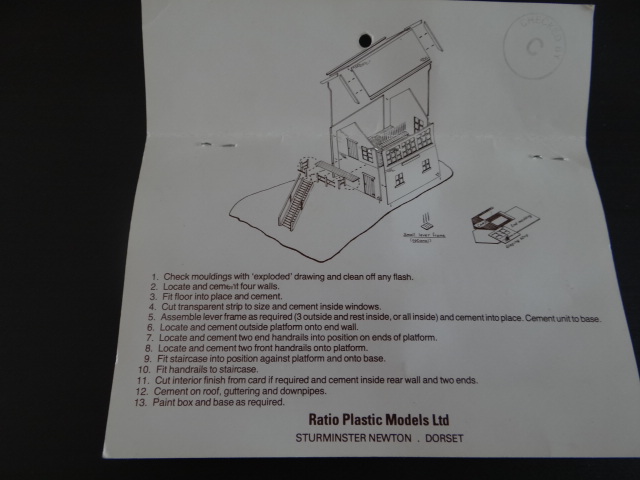 CHECKED BY
C
Small lever frame
(optional)
1. Check mouldings with 'exploded' drawing and clean off any flash.
2. Locate and cement four walls.
3. Fit floor into place and cement.
4. Cut transparent strip to size and cement inside windows.
5. Assemble lever frame as required (3 outside and rest inside, or all inside) and cement into place. Cement unit to base.
6. Locate and cement outside platform onto end wall.
7. Locate and cement two end handrails into position on ends of platform.
8. Locate and cement two front handrails onto platform.
9. Fit staircase into position against platform and onto base.
10. Fit handrails to staircase.
11. Cut interior finish from card if required and cement inside rear wall and two ends.
12. Cement on roof, guttering and downpipes.
13. Paint box and base as required.
Ratio Plastic Models Ltd
STURMINSTER NEWTON . DORSET